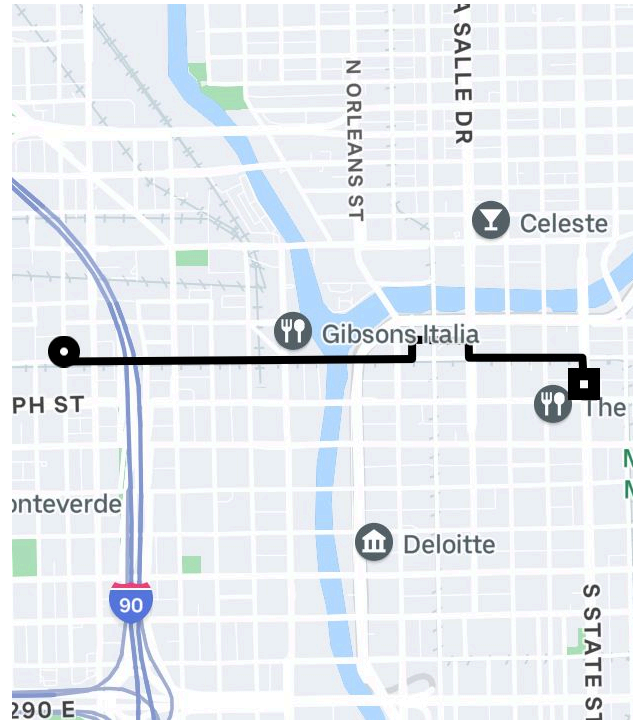 A SALLE DR
N ORLEANS ST
Celeste
Gibsons Italia
PH ST
The
onteverde
Deloitte
90
S STATE ST
290 E